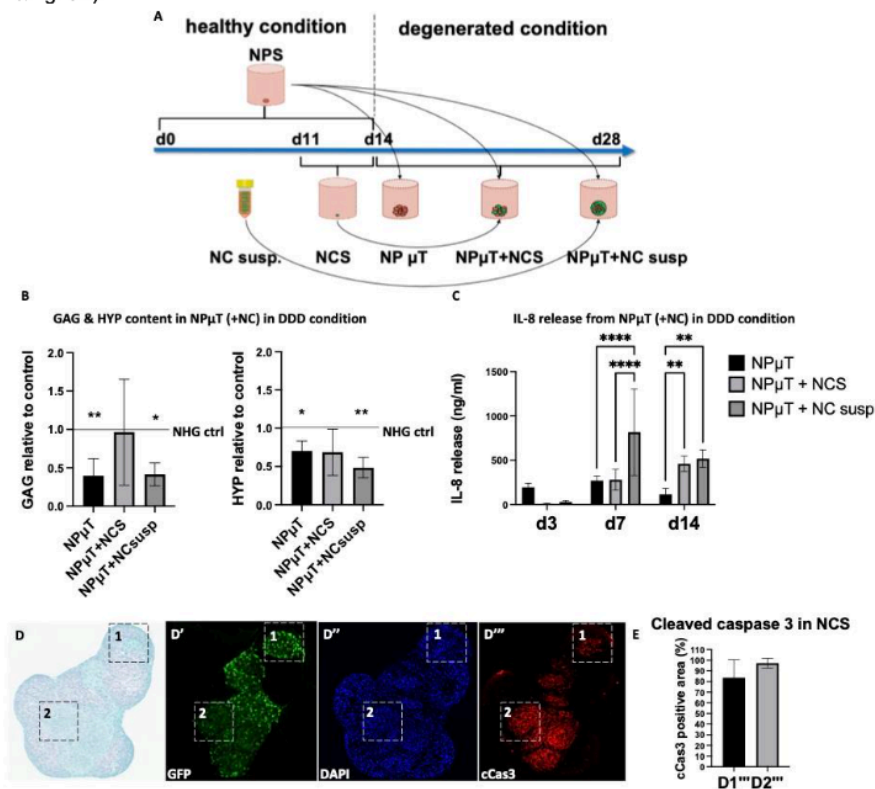 A
healthy condition
degenerated condition
NPS
d0
d11
d14
d28
NC susp.
NCS
NP µT
NPµT+NCS
NPµT+NC susp
B
GAG & HYP content in NPµT (+NC) in DDD condition
GAG relative to control
2.0
1.5
1.0
0.5
0.0
**
*
NHG ctrl
NPµT
NPµT+NCS
NPµT+NCsusp
HYP relative to control
2.0
1.5
1.0
0.5
0.0
*
**
NHG ctrl
NPµT
NPµT+NCS
NPµT+NCsusp
C
IL-8 release from NPµT (+NC) in DDD condition
IL-8 release (ng/ml)
1500
1000
500
0
****
****
**
**
d3
d7
d14
NPµT
NPµT + NCS
NPµT + NC susp
D
1
2
D'
1
2
GFP
D''
1
2
DAPI
D'''
1
2
cCas3
E
Cleaved caspase 3 in NCS
cCas3 positive area (%)
110
100
90
80
70
60
50
40
30
20
10
0
D1''' D2'''